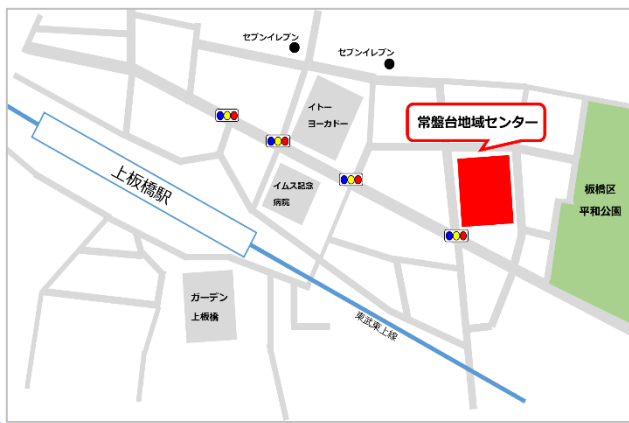 セブンイレブン
セブンイレブン
イトー
ヨーカドー
常盤台地域センター
上板橋駅
イムス記念
病院
板橋区
平和公園
ガーデン
上板橋
東武東上線